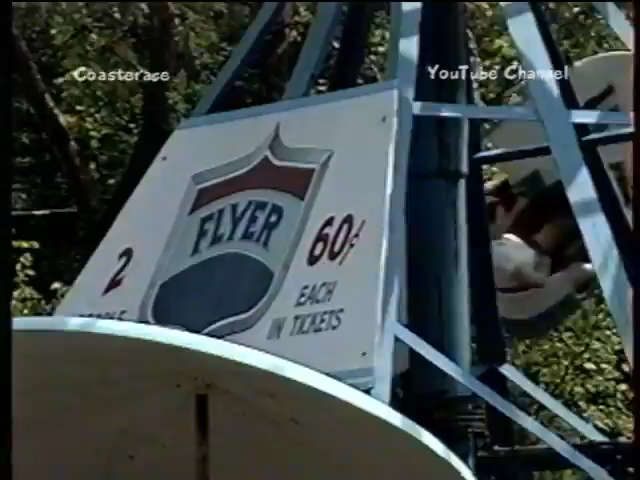 Coasterace
YouTube Channel
FLYER
2
60¢
EACH
IN TICKETS